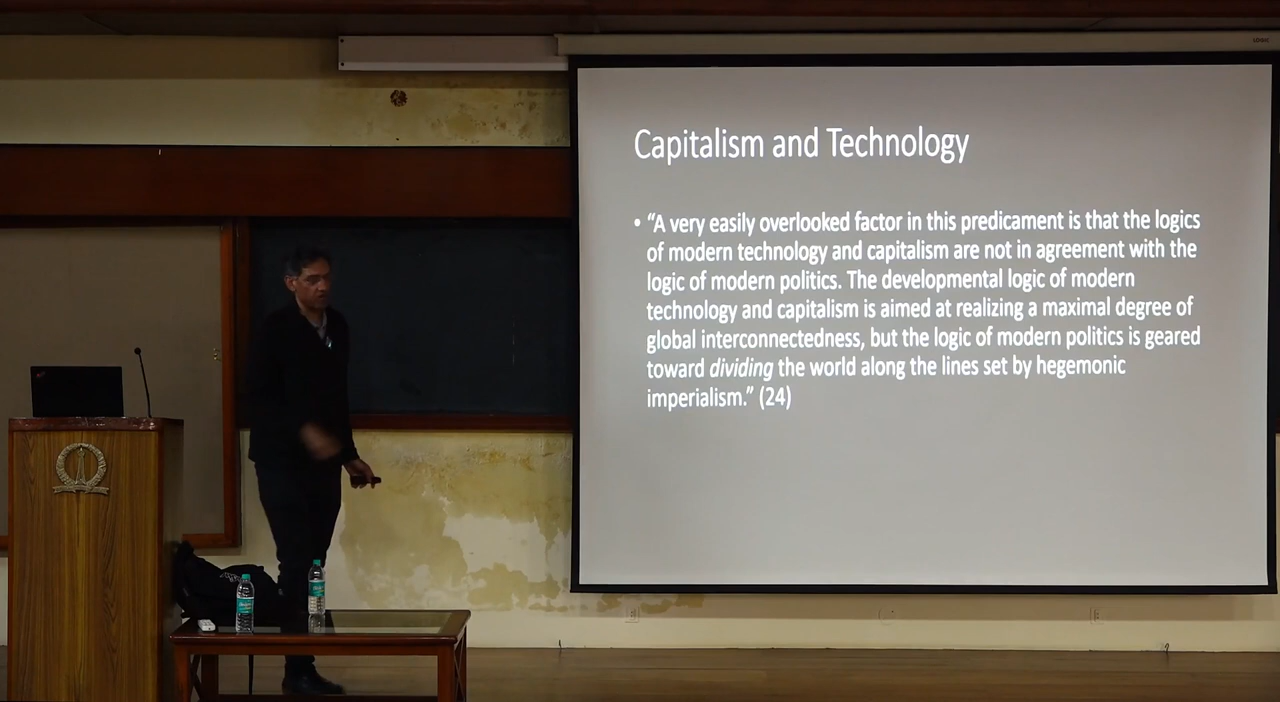 Capitalism and Technology
• “A very easily overlooked factor in this predicament is that the logics
of modern technology and capitalism are not in agreement with the
logic of modern politics. The developmental logic of modern
technology and capitalism is aimed at realizing a maximal degree of
global interconnectedness, but the logic of modern politics is geared
toward dividing the world along the lines set by hegemonic
imperialism.” (24)